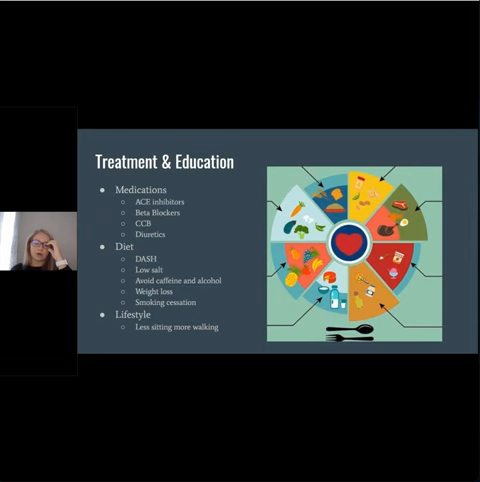 Treatment & Education
Medications
ACE inhibitors
Beta Blockers
CCB
Diuretics
Diet
DASH
Low salt
Avoid caffeine and alcohol
Weight loss
Smoking cessation
Lifestyle
Less sitting more walking